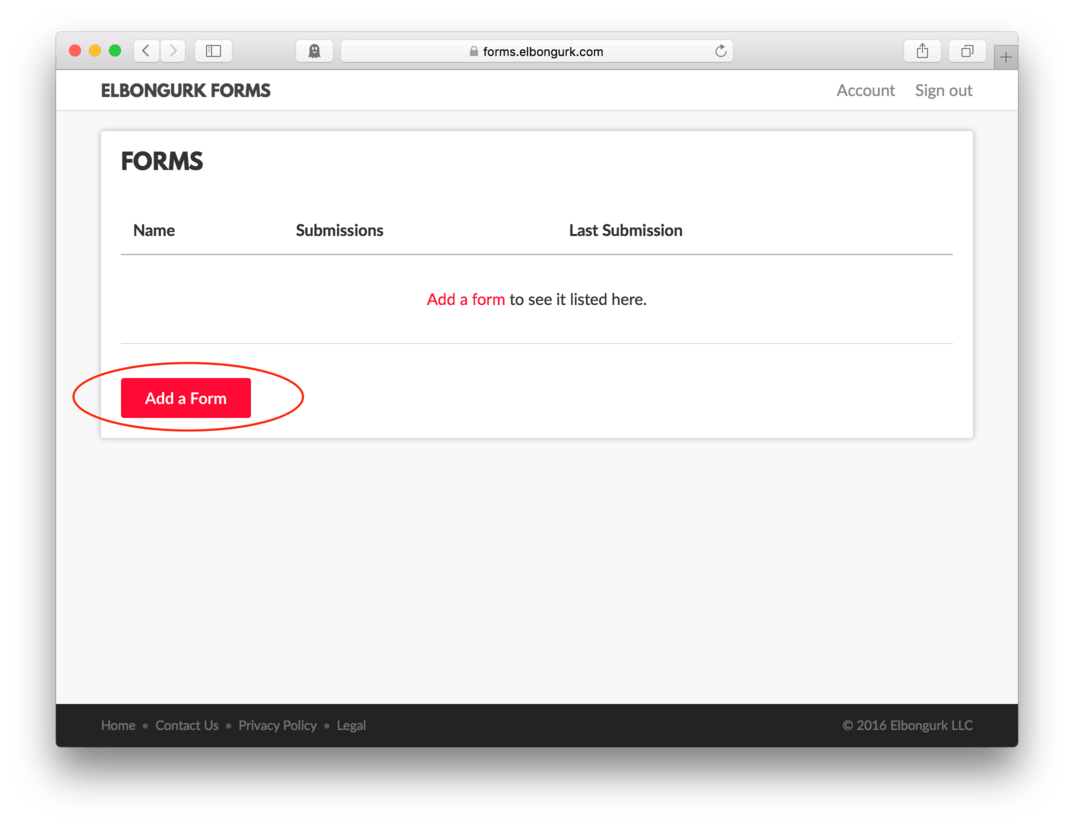 forms.elbongurk.com
ELBONGURK FORMS Account Sign out
FORMS
Name Submissions Last Submission
Add a form to see it listed here.
Add a Form
Home • Contact Us • Privacy Policy • Legal © 2016 Elbongurk LLC